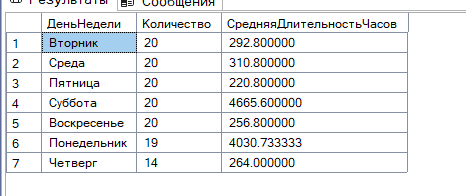 Результаты Сообщения
ДеньНедели Количество СредняяДлительностьЧасов
1 Вторник 20 292.800000
2 Среда 20 310.800000
3 Пятница 20 220.800000
4 Суббота 20 4665.600000
5 Воскресенье 20 256.800000
6 Понедельник 19 4030.733333
7 Четверг 14 264.000000